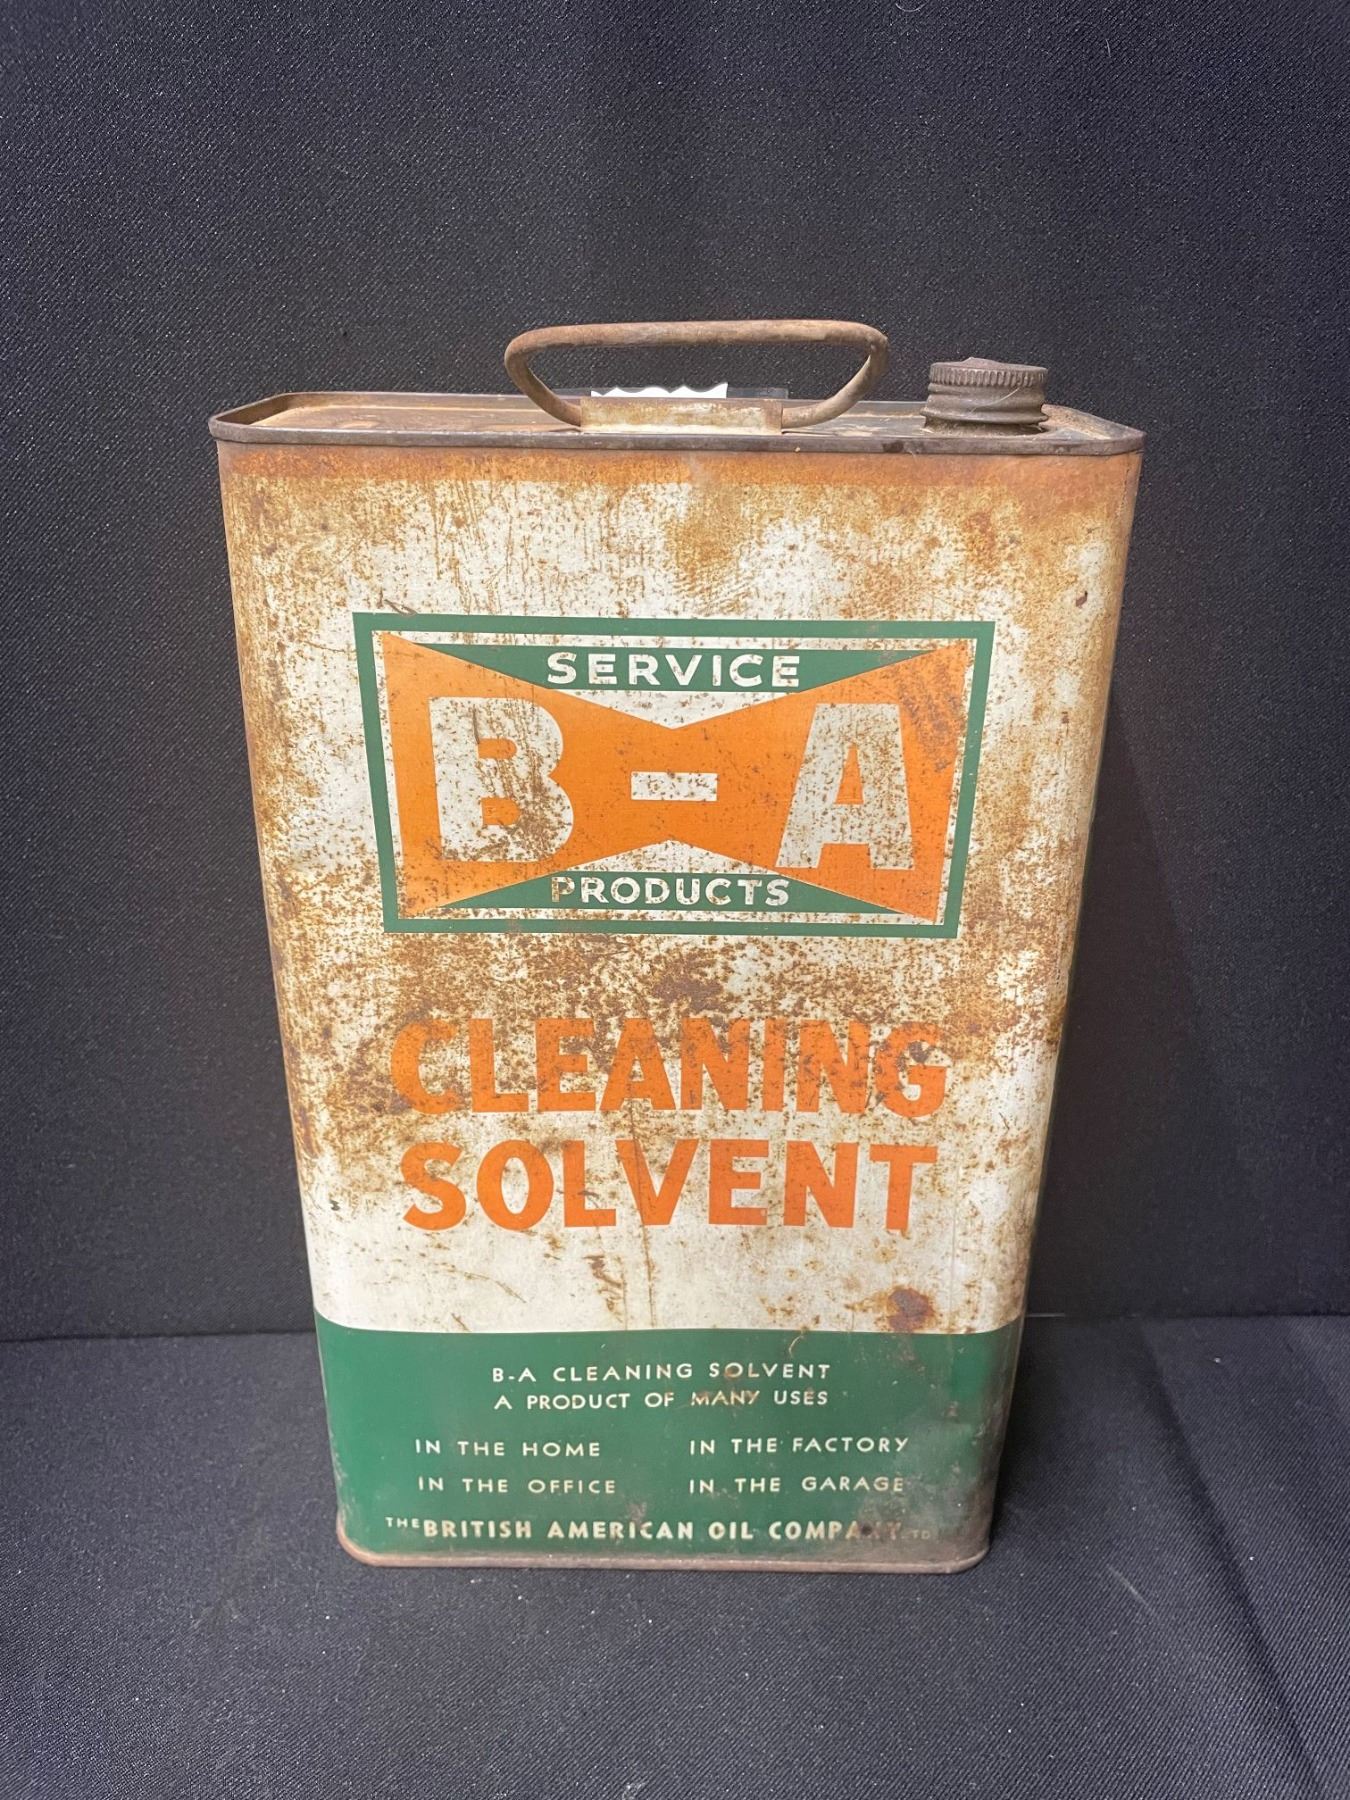 SERVICE
B-A
PRODUCTS
CLEANING
SOLVENT
B-A CLEANING SOLVENT
A PRODUCT OF MANY USES
IN THE HOME IN THE FACTORY
IN THE OFFICE IN THE GARAGE
THE BRITISH AMERICAN OIL COMPANY LTD